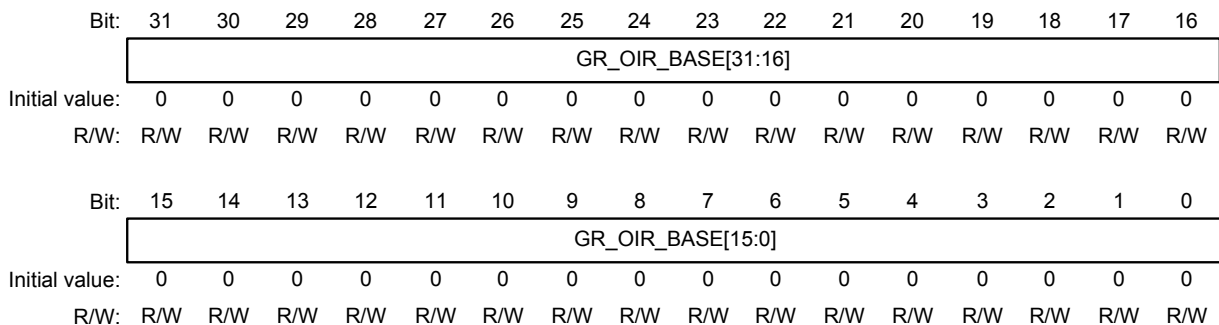 Bit: 31 30 29 28 27 26 25 24 23 22 21 20 19 18 17 16
GR_OIR_BASE[31:16]
Initial value: 0 0 0 0 0 0 0 0 0 0 0 0 0 0 0 0
R/W: R/W R/W R/W R/W R/W R/W R/W R/W R/W R/W R/W R/W R/W R/W R/W R/W
Bit: 15 14 13 12 11 10 9 8 7 6 5 4 3 2 1 0
GR_OIR_BASE[15:0]
Initial value: 0 0 0 0 0 0 0 0 0 0 0 0 0 0 0 0
R/W: R/W R/W R/W R/W R/W R/W R/W R/W R/W R/W R/W R/W R/W R/W R/W R/W